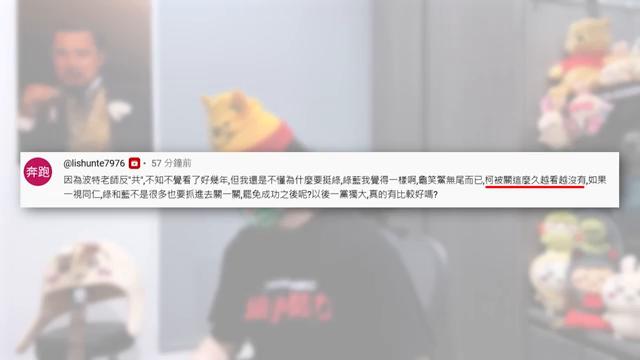 奔跑
@lishunte7976 · 57 分鐘前
因為波特老師反"共",不知不覺看了好幾年,但我還是不懂為什麼要挺綠,綠藍我覺得一樣啊,龜笑鱉無尾而已,柯被關這麼久越看越沒有,如果
一視同仁,綠和藍不是很多也要抓進去關一關,罷免成功之後呢?以後一黨獨大,真的有比較好嗎?